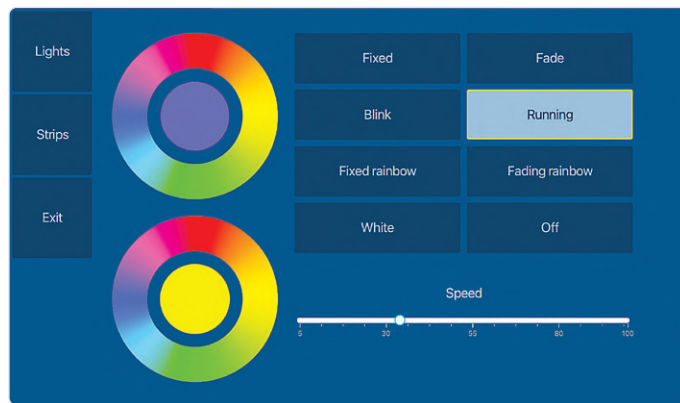 Lights
Strips
Exit
Fixed
Fade
Blink
Running
Fixed rainbow
Fading rainbow
White
Off
Speed
5 30 55 80 100